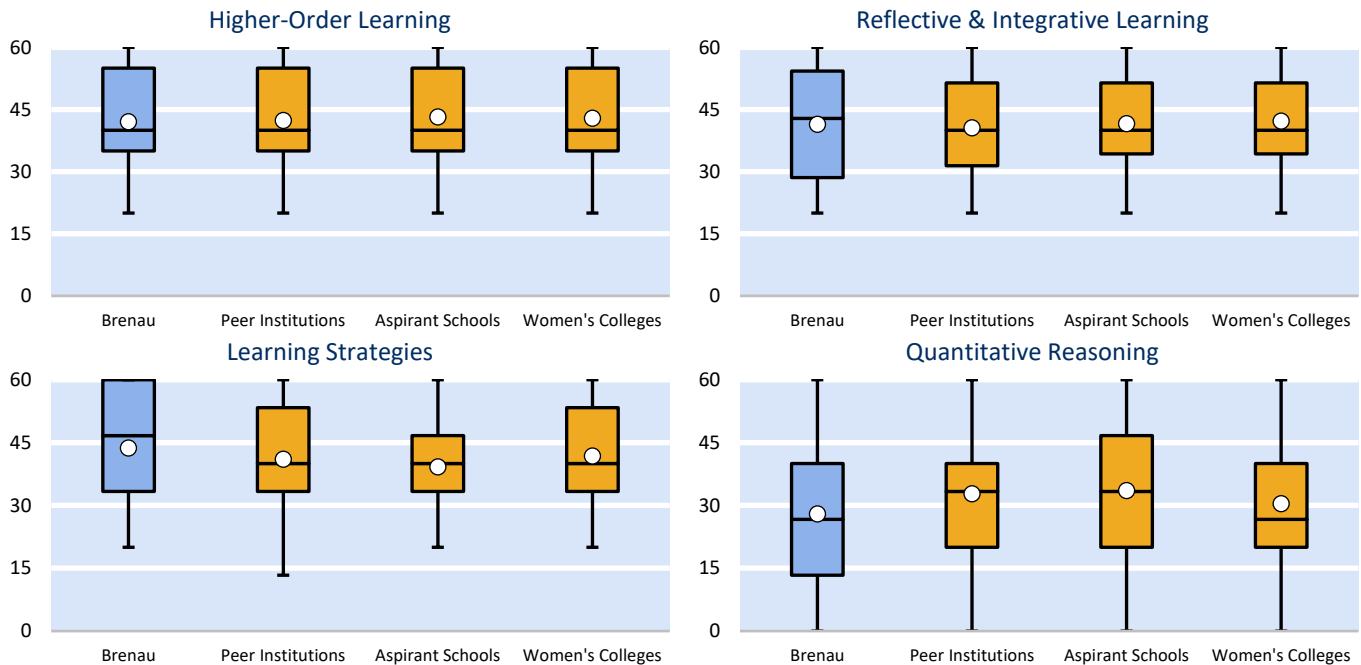 Higher-Order Learning
60
45
30
15
0
Brenau Peer Institutions Aspirant Schools Women's Colleges
Reflective & Integrative Learning
60
45
30
15
0
Brenau Peer Institutions Aspirant Schools Women's Colleges
Learning Strategies
60
45
30
15
0
Brenau Peer Institutions Aspirant Schools Women's Colleges
Quantitative Reasoning
60
45
30
15
0
Brenau Peer Institutions Aspirant Schools Women's Colleges